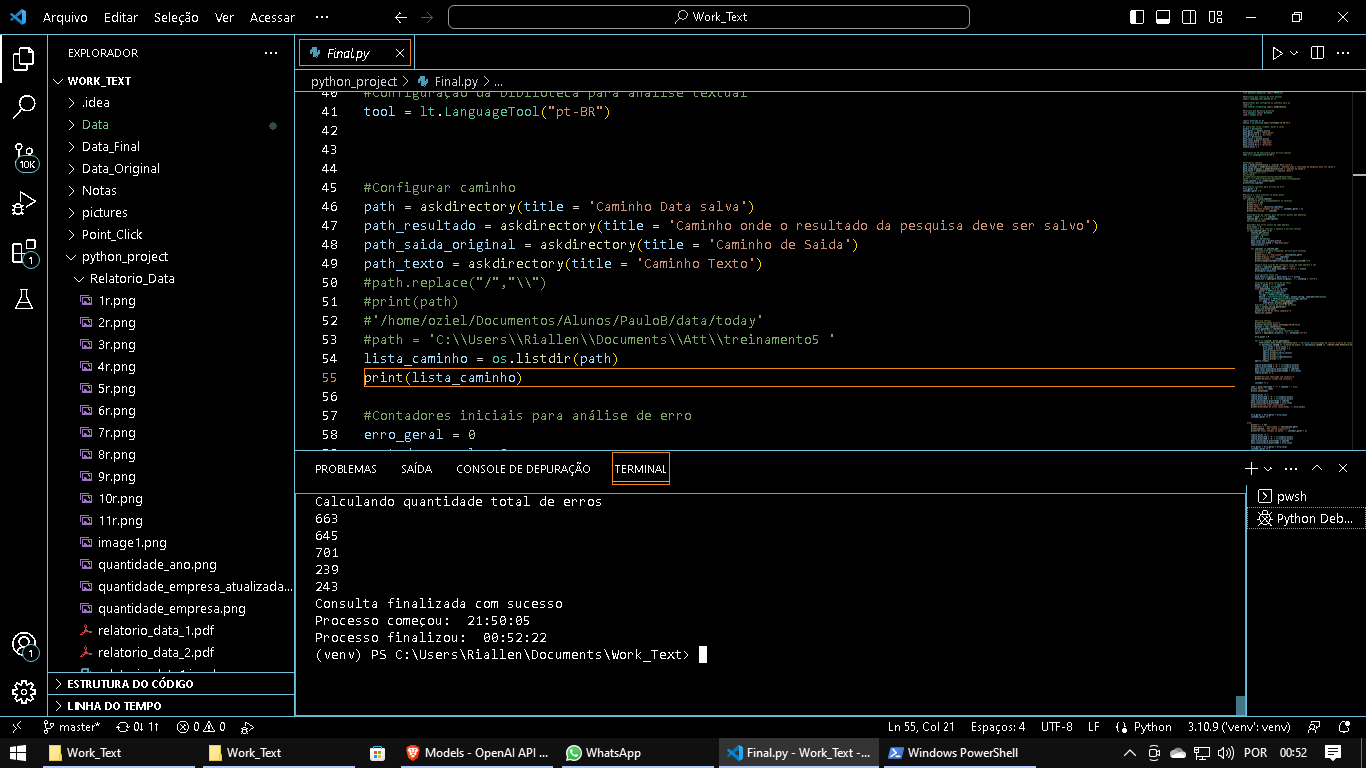 Arquivo Editar Seleção Ver Acessar ··· Work_Text
EXPLORADOR ···
WORK_TEXT
.idea
Data
Data_Final
Data_Original
Notas
pictures
Point_Click
python_project
Relatorio_Data
1r.png
2r.png
3r.png
4r.png
5r.png
6r.png
7r.png
8r.png
9r.png
10r.png
11r.png
image1.png
quantidade_ano.png
quantidade_empresa_atualizada...
quantidade_empresa.png
relatorio_data_1.pdf
relatorio_data_2.pdf
ESTRUTURA DO CÓDIGO
LINHA DO TEMPO
10K
1
1
Final.py
python_project > Final.py > ...
40 #Configuração da biblioteca para análise textual
41 tool = lt.LanguageTool("pt-BR")
42
43
44
45 #Configurar caminho
46 path = askdirectory(title = 'Caminho Data salva')
47 path_resultado = askdirectory(title = 'Caminho onde o resultado da pesquisa deve ser salvo')
48 path_saida_original = askdirectory(title = 'Caminho de Saida')
49 path_texto = askdirectory(title = 'Caminho Texto')
50 #path.replace("/","\\")
51 #print(path)
52 #'/home/oziel/Documentos/Alunos/PauloB/data/today'
53 #path = 'C:\\Users\\Riallen\\Documents\\Att\\treinamento5 '
54 lista_caminho = os.listdir(path)
55 print(lista_caminho)
56
57 #Contadores iniciais para análise de erro
58 erro_geral = 0
PROBLEMAS SAÍDA CONSOLE DE DEPURAÇÃO TERMINAL
Calculando quantidade total de erros
663
645
701
239
243
Consulta finalizada com sucesso
Processo começou:  21:50:05
Processo finalizou:  00:52:22
(venv) PS C:\Users\Riallen\Documents\Work_Text>
pwsh
Python Deb...
master* 0↓ 1↑ 0 0 Ln 55, Col 21 Espaços: 4 UTF-8 LF Python 3.10.9 ('venv': venv)
Work_Text Work_Text Models - OpenAI API ... WhatsApp Final.py - Work_Text -... Windows PowerShell POR 00:52